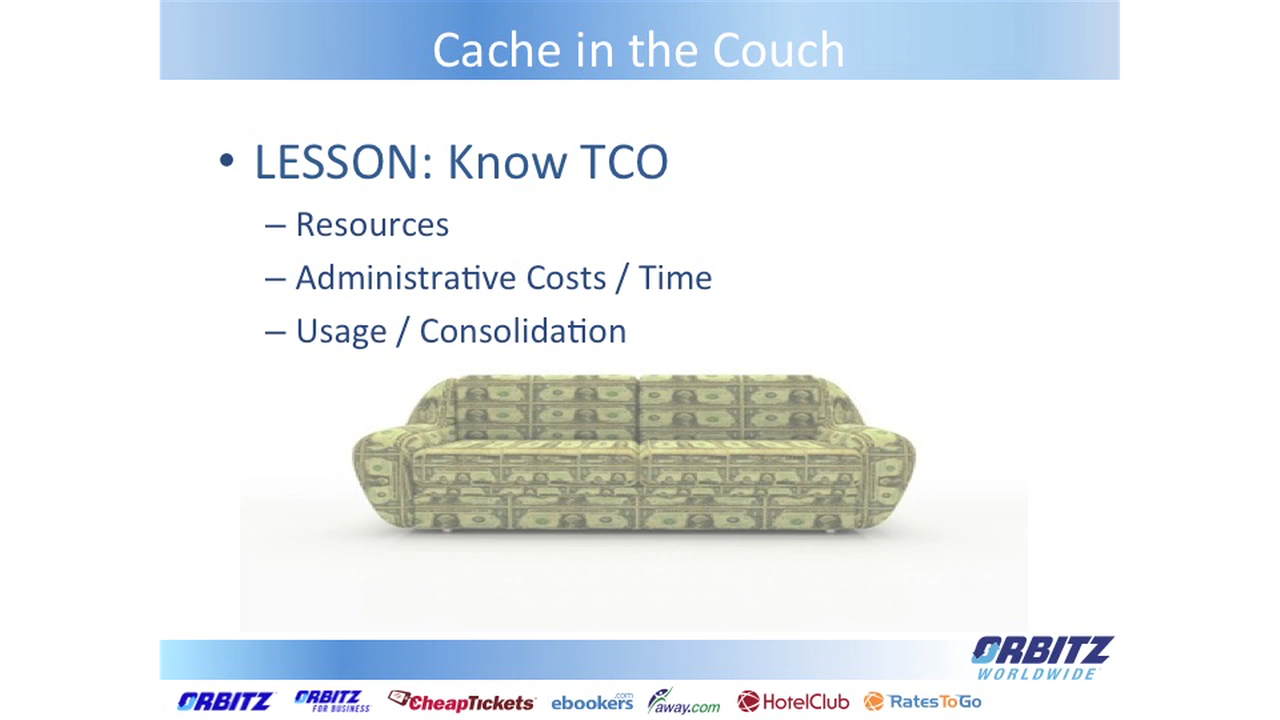 Cache in the Couch
• LESSON: Know TCO
– Resources
– Administrative Costs / Time
– Usage / Consolidation
ORBITZ
WORLDWIDE
ORBITZ
ORBITZ
FOR BUSINESS
CheapTickets
ebookers.com
away.com
HotelClub
RatesToGo